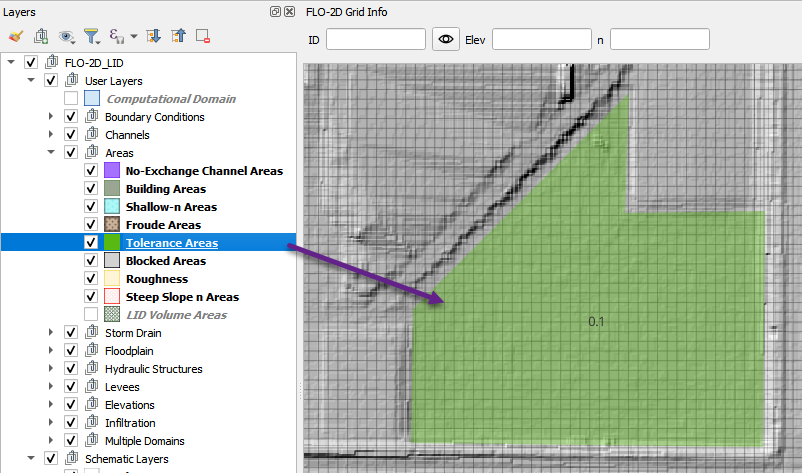 Layers
FLO-2D Grid Info
ID
Elev
n
FLO-2D_LID
User Layers
Computational Domain
Boundary Conditions
Channels
Areas
No-Exchange Channel Areas
Building Areas
Shallow-n Areas
Froude Areas
Tolerance Areas
Blocked Areas
Roughness
Steep Slope n Areas
LID Volume Areas
Storm Drain
Floodplain
Hydraulic Structures
Levees
Elevations
Infiltration
Multiple Domains
Schematic Layers
0.1